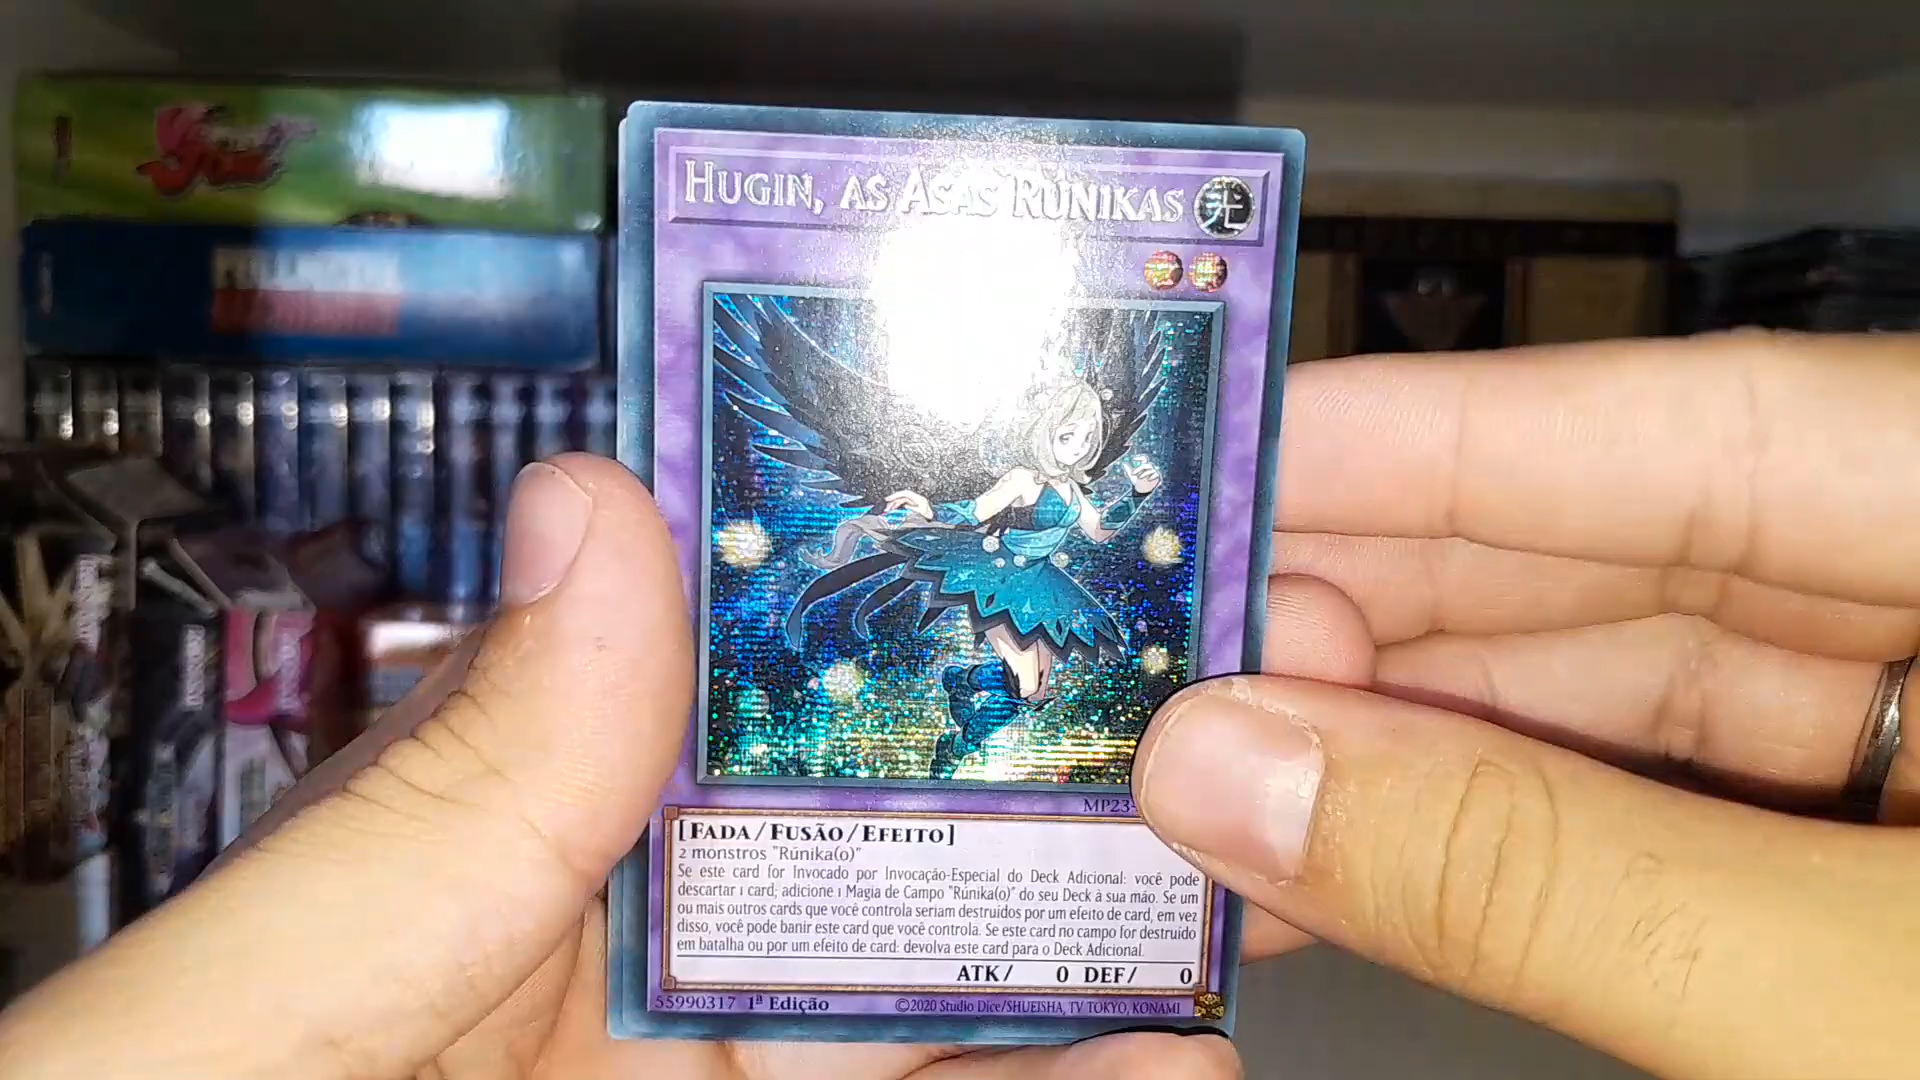 HUGIN, AS ASAS RÚNIKAS
光
MP23-
[FADA/FUSÃO/EFEITO]
2 monstros "Rúnika(o)"
Se este card for Invocado por Invocação-Especial do Deck Adicional: você pode
descartar 1 card; adicione 1 Magia de Campo "Rúnika(o)" do seu Deck à sua mão. Se um
ou mais outros cards que você controla seriam destruídos por um efeito de card, em vez
disso, você pode banir este card que você controla. Se este card no campo for destruído
em batalha ou por um efeito de card: devolva este card para o Deck Adicional.
ATK/ 0 DEF/ 0
55990317 1ª Edição ©2020 Studio Dice/SHUEISHA, TV TOKYO, KONAMI